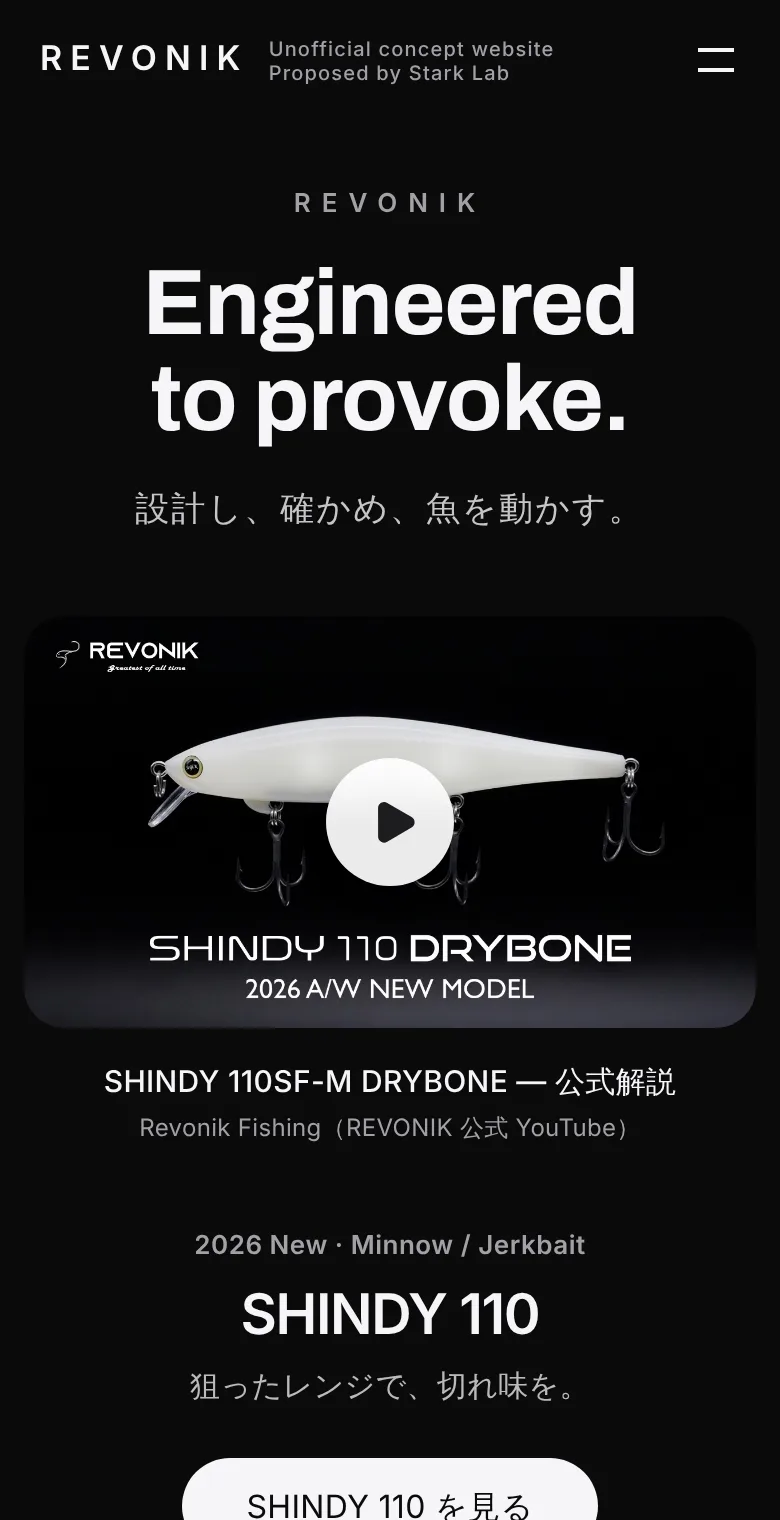 REVONIK
Unofficial concept website
Proposed by Stark Lab
REVONIK
Engineered
to provoke.
設計し、確かめ、魚を動かす。
REVONIK
Greatest of all time
SHINDY 110 DRYBONE
2026 A/W NEW MODEL
SHINDY 110SF-M DRYBONE — 公式解説
Revonik Fishing（REVONIK 公式 YouTube）
2026 New · Minnow / Jerkbait
SHINDY 110
狙ったレンジで、切れ味を。
SHINDY 110 を見る